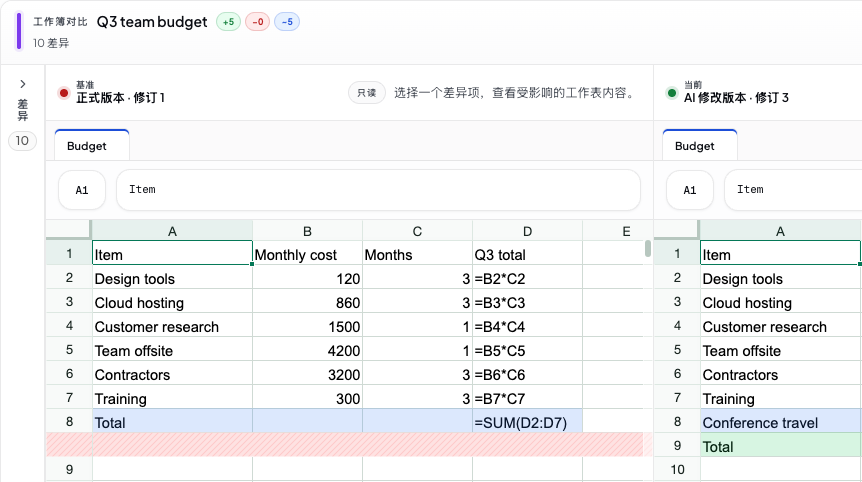 工作簿对比 Q3 team budget +5 -0 -5
10 差异
差异
10
基准
正式版本 · 修订 1
只读 选择一个差异项，查看受影响的工作表内容。
Budget
A1 Item
A B C D E
1 Item Monthly cost Months Q3 total
2 Design tools 120 3 =B2*C2
3 Cloud hosting 860 3 =B3*C3
4 Customer research 1500 1 =B4*C4
5 Team offsite 4200 1 =B5*C5
6 Contractors 3200 3 =B6*C6
7 Training 300 3 =B7*C7
8 Total =SUM(D2:D7)
9
当前
AI 修改版本 · 修订 3
Budget
A1 Item
A
1 Item
2 Design tools
3 Cloud hosting
4 Customer research
5 Team offsite
6 Contractors
7 Training
8 Conference travel
9 Total
10